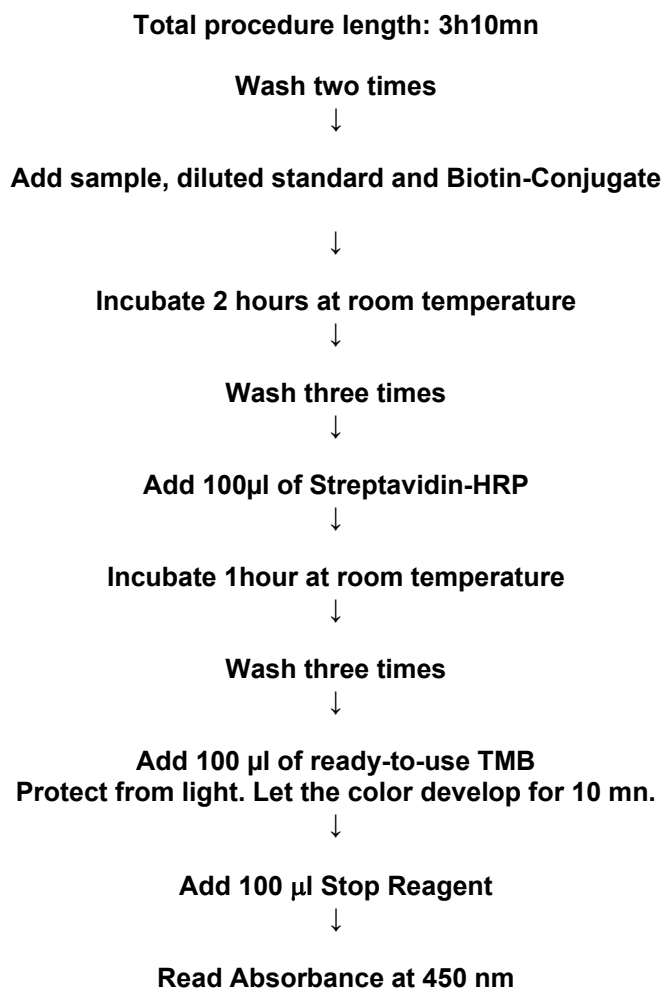 Total procedure length: 3h10mn
Wash two times
↓
Add sample, diluted standard and Biotin-Conjugate
↓
Incubate 2 hours at room temperature
↓
Wash three times
↓
Add 100µl of Streptavidin-HRP
↓
Incubate 1hour at room temperature
↓
Wash three times
↓
Add 100 µl of ready-to-use TMB
Protect from light. Let the color develop for 10 mn.
↓
Add 100 µl Stop Reagent
↓
Read Absorbance at 450 nm